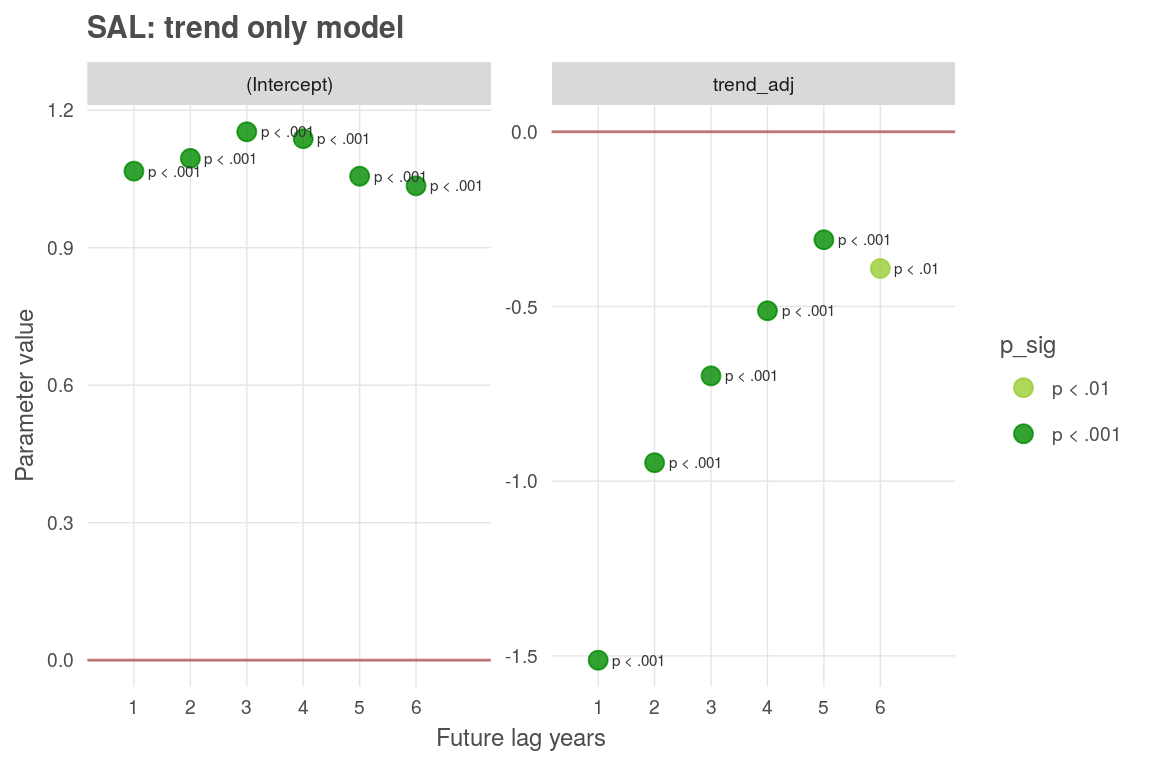 SAL: trend only model
(Intercept)
trend_adj
Parameter value
1.2
0.9
0.6
0.3
0.0
p < .001
p < .001
p < .001
p < .001
p < .001
p < .001
1 2 3 4 5 6
0.0
-0.5
-1.0
-1.5
p < .001
p < .001
p < .001
p < .001
p < .001
p < .01
1 2 3 4 5 6
Future lag years
p_sig
p < .01
p < .001